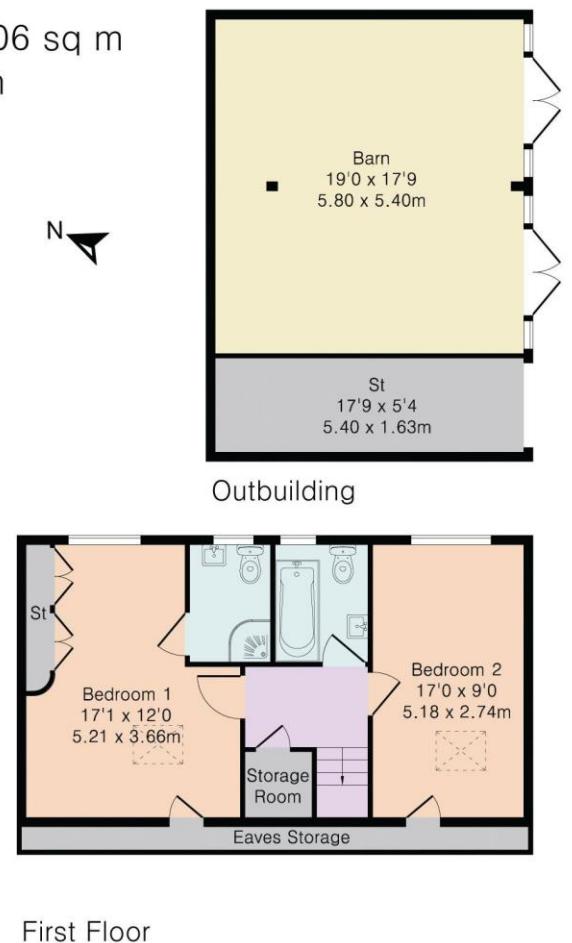 06 sq m
N
Barn
19'0 x 17'9
5.80 x 5.40m
St
17'9 x 5'4
5.40 x 1.63m
Outbuilding
St
Bedroom 1
17'1 x 12'0
5.21 x 3.66m
Bedroom 2
17'0 x 9'0
5.18 x 2.74m
Storage
Room
Eaves Storage
First Floor